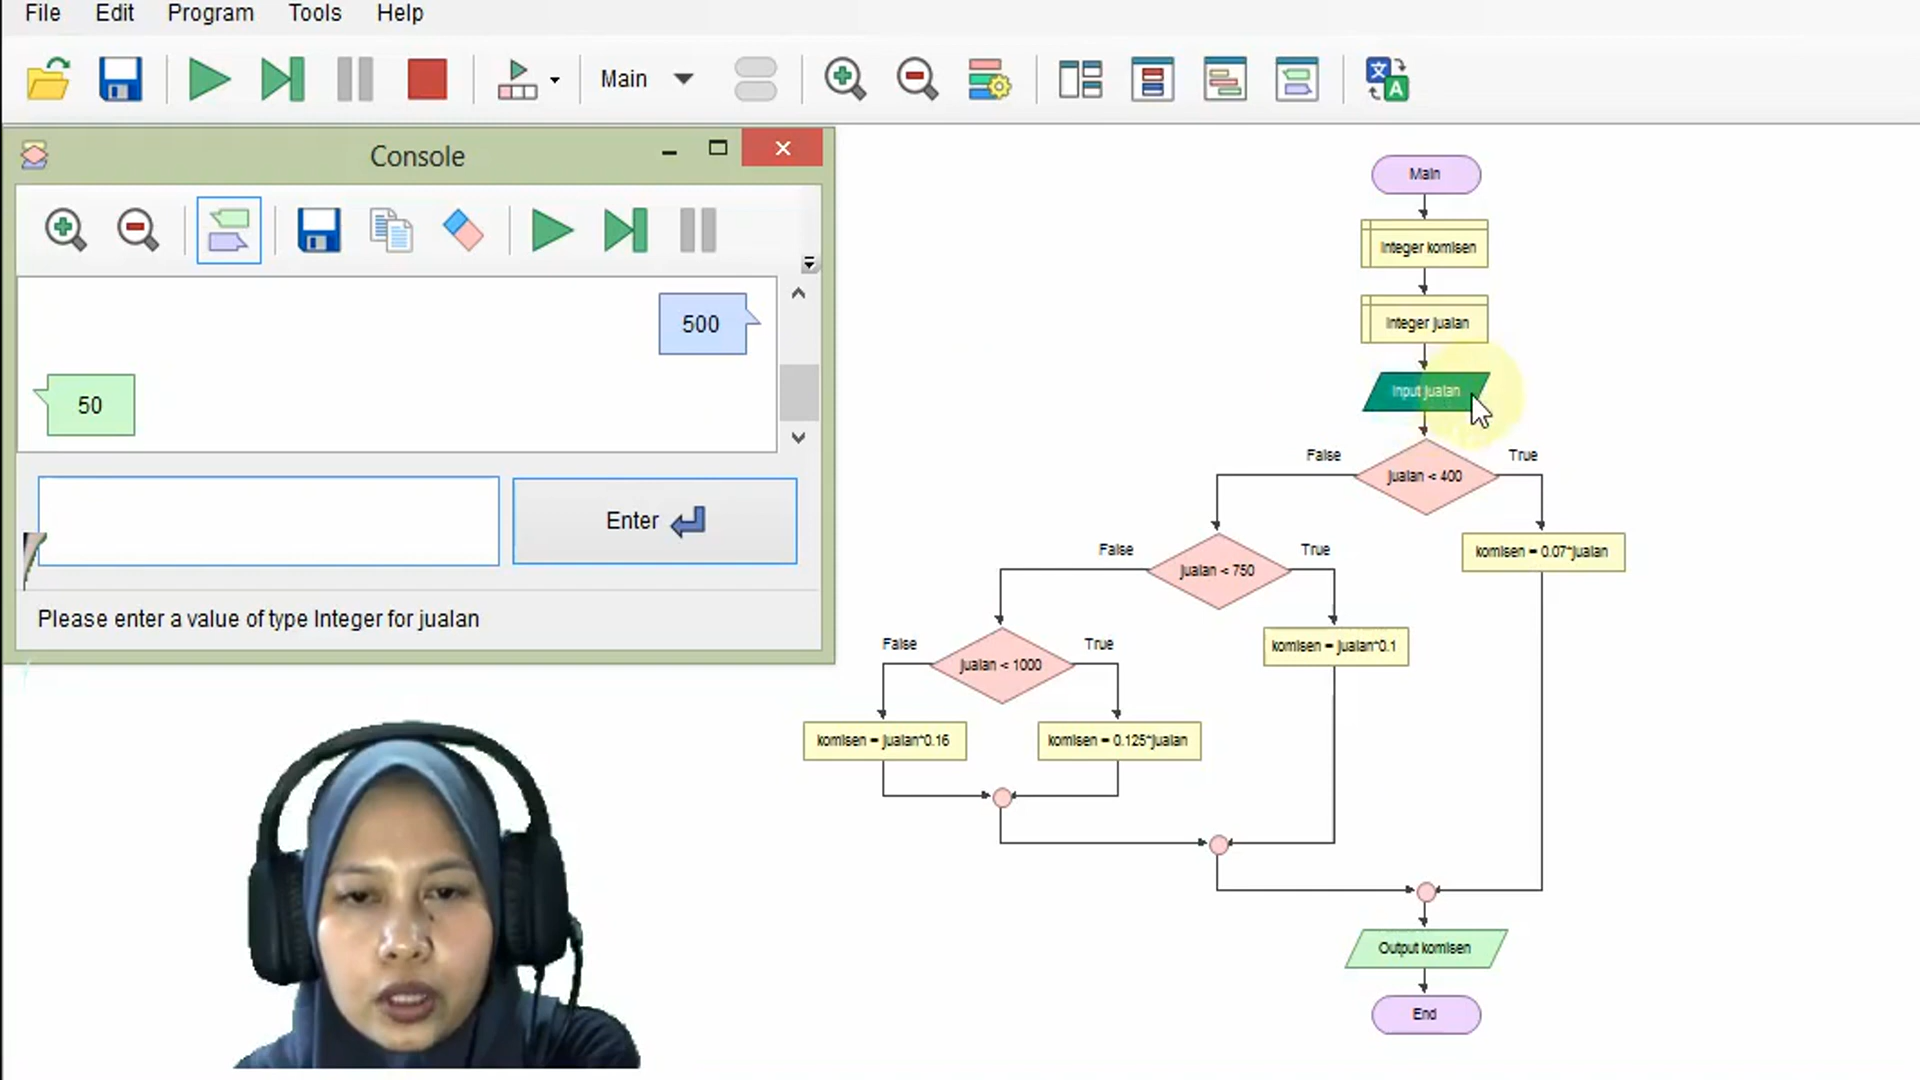 File Edit Program Tools Help
Main
Console
500
50
Enter
Please enter a value of type Integer for jualan
Main
Integer komisen
Integer jualan
Input jualan
False
True
jualan < 400
komisen = 0.07*jualan
False
True
jualan < 750
komisen = jualan*0.1
False
True
jualan < 1000
komisen = jualan*0.16
komisen = 0.125*jualan
Output komisen
End